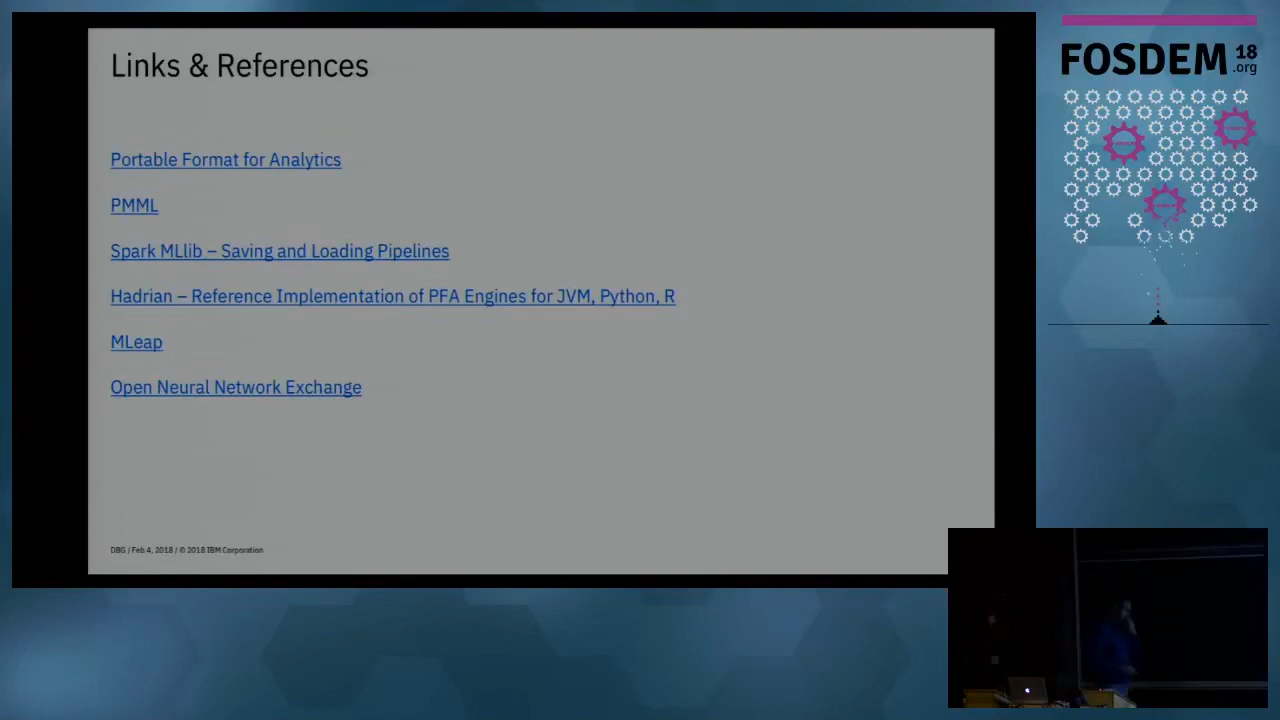 Links & References
Portable Format for Analytics
PMML
Spark MLlib – Saving and Loading Pipelines
Hadrian – Reference Implementation of PFA Engines for JVM, Python, R
MLeap
Open Neural Network Exchange
DBG / Feb 4, 2018 / © 2018 IBM Corporation
FOSDEM 18
.org